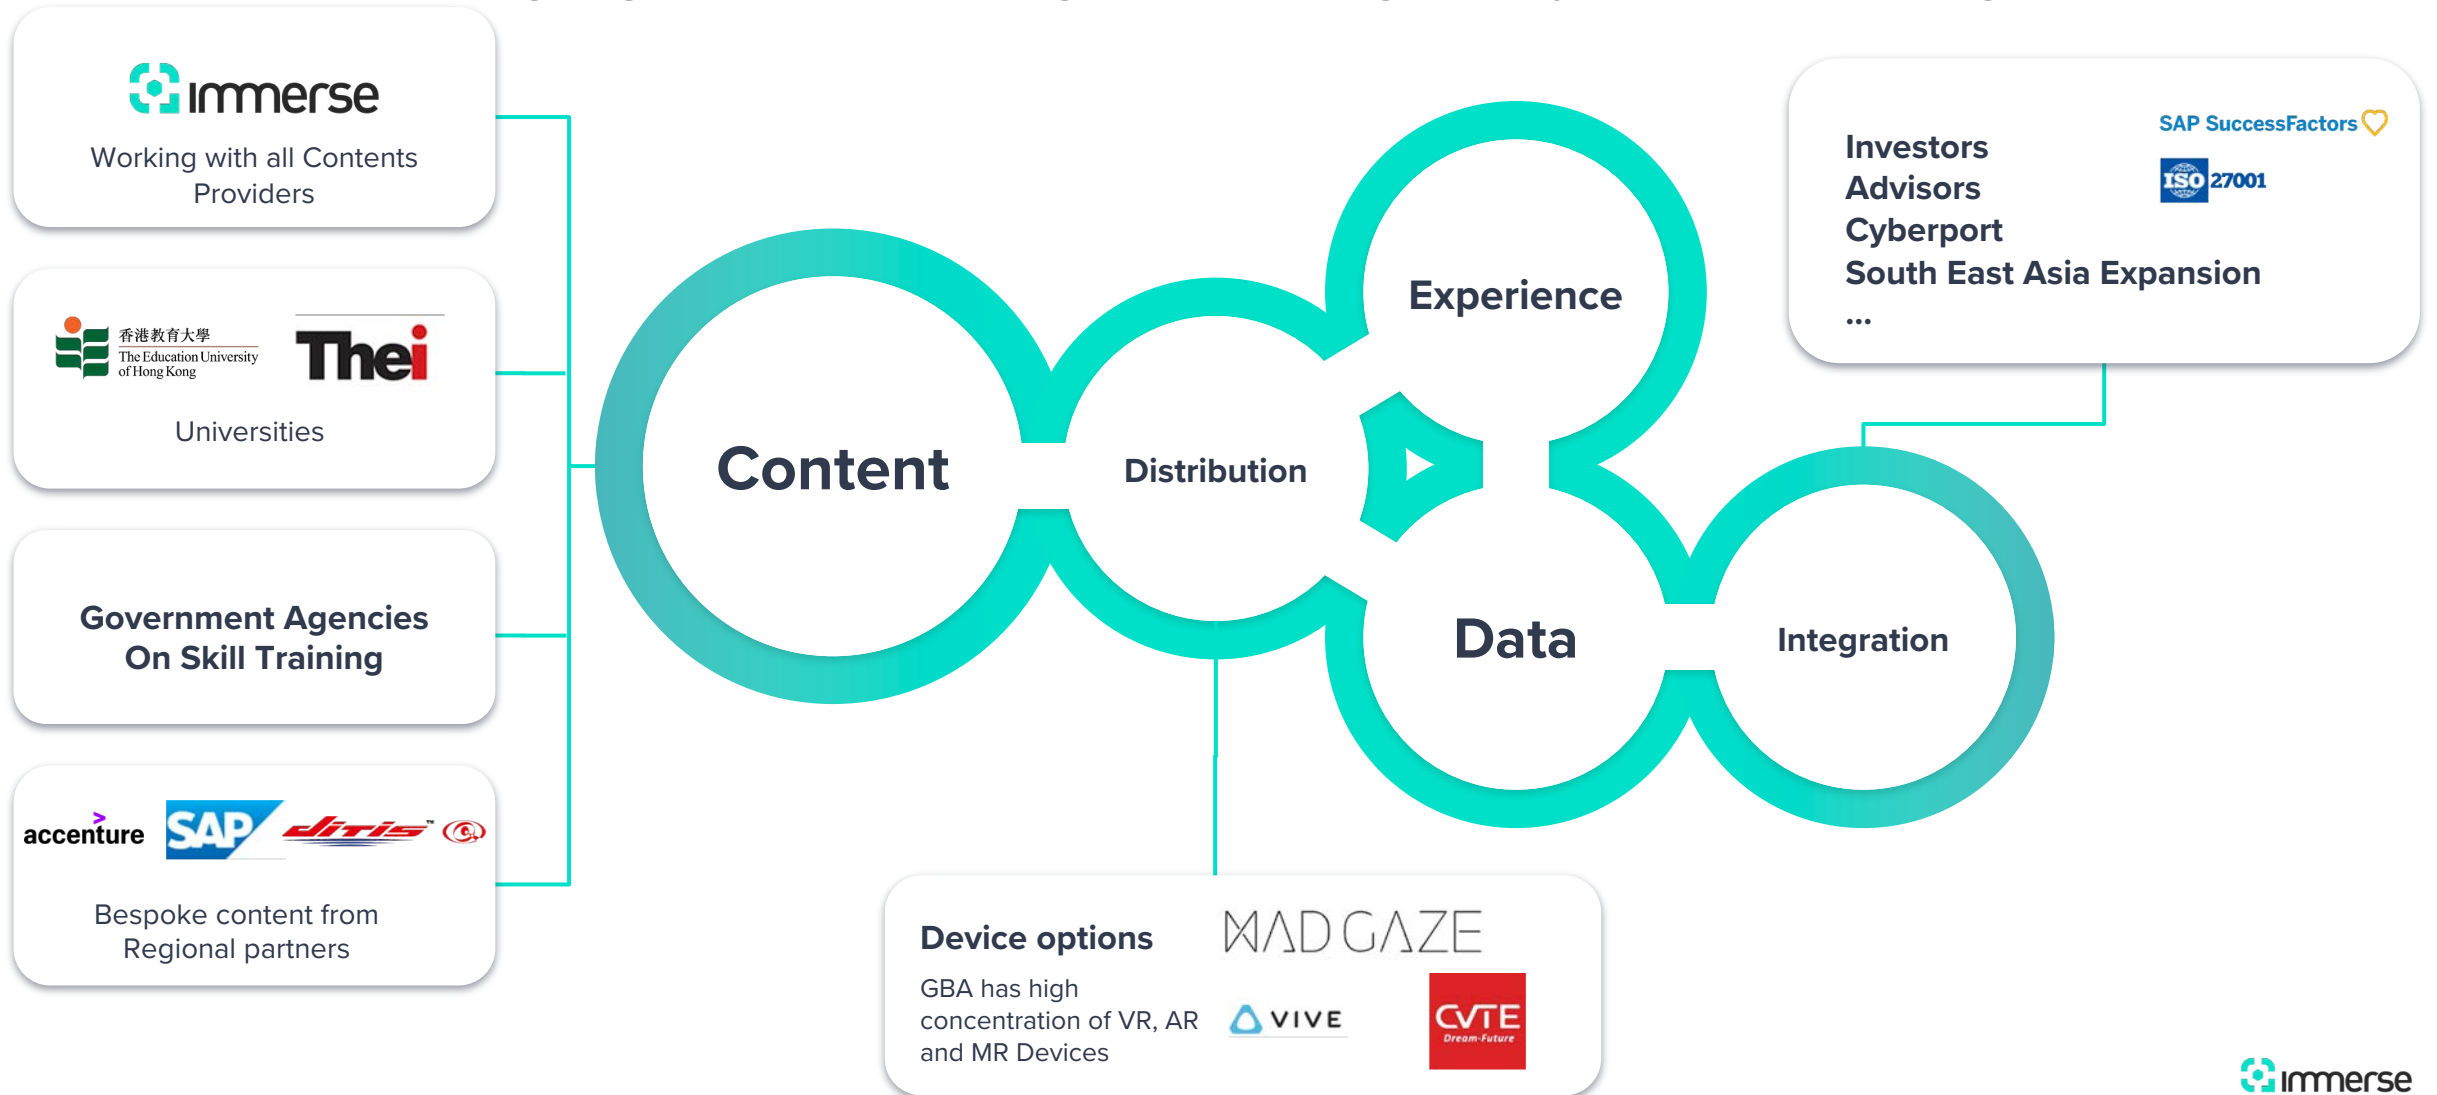 immerse
Working with all Contents
Providers
香港教育大學
The Education University
of Hong Kong
Thei
Universities
Government Agencies
On Skill Training
accenture
SAP
ditis™
Bespoke content from
Regional partners
Content
Distribution
Experience
Data
Integration
Investors
Advisors
Cyberport
South East Asia Expansion
...
SAP SuccessFactors
ISO 27001
Device options
GBA has high
concentration of VR, AR
and MR Devices
MAD GAZE
VIVE
CVTE
Dream-Future
immerse